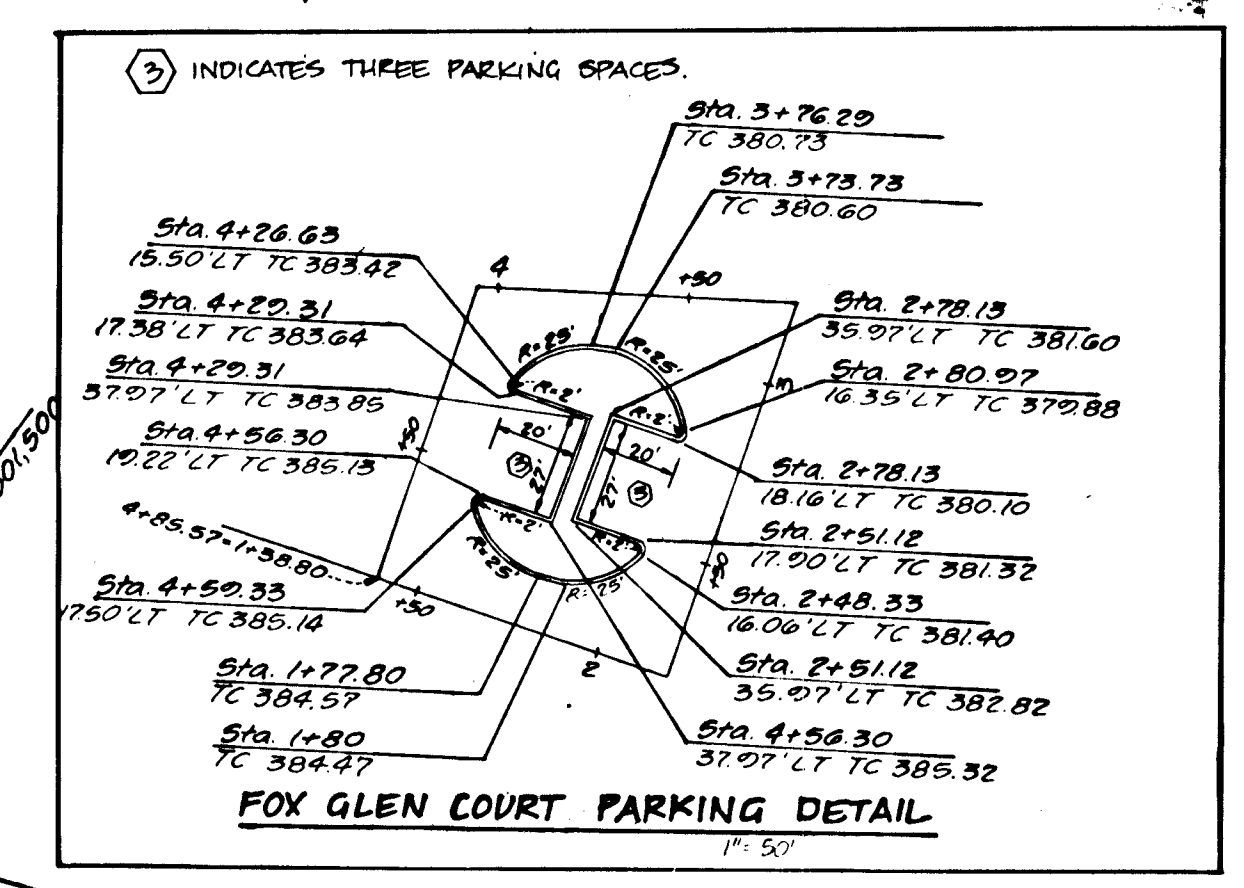 3 INDICATES THREE PARKING SPACES.
Sta. 3+76.29
TC 380.73
Sta. 3+73.73
TC 380.60
Sta. 4+26.63
15.50' LT TC 383.42
Sta. 4+29.31
17.38' LT TC 383.64
Sta. 4+29.31
37.97' LT TC 383.85
Sta. 4+56.30
19.22' LT TC 385.13
4+85.57=1+38.80
Sta. 4+59.33
17.50' LT TC 385.14
Sta. 1+77.80
TC 384.57
Sta. 1+80
TC 384.47
4
+50
R=25'
R=25'
R=2'
R=2'
3
20'
20'
3
3
27'
27'
+50
R=2'
R=2'
R=25'
R=25'
+50
+50
2
Sta. 2+78.13
35.97' LT TC 381.60
Sta. 2+80.97
16.35' LT TC 379.88
Sta. 2+78.13
18.16' LT TC 380.10
Sta. 2+51.12
17.90' LT TC 381.32
Sta. 2+48.33
16.06' LT TC 381.40
Sta. 2+51.12
35.97' LT TC 382.82
Sta. 4+56.30
37.97' LT TC 385.32
FOX GLEN COURT PARKING DETAIL
1"= 50'